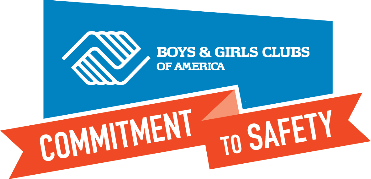 BOYS & GIRLS CLUBS
OF AMERICA
COMMITMENT
TO SAFETY